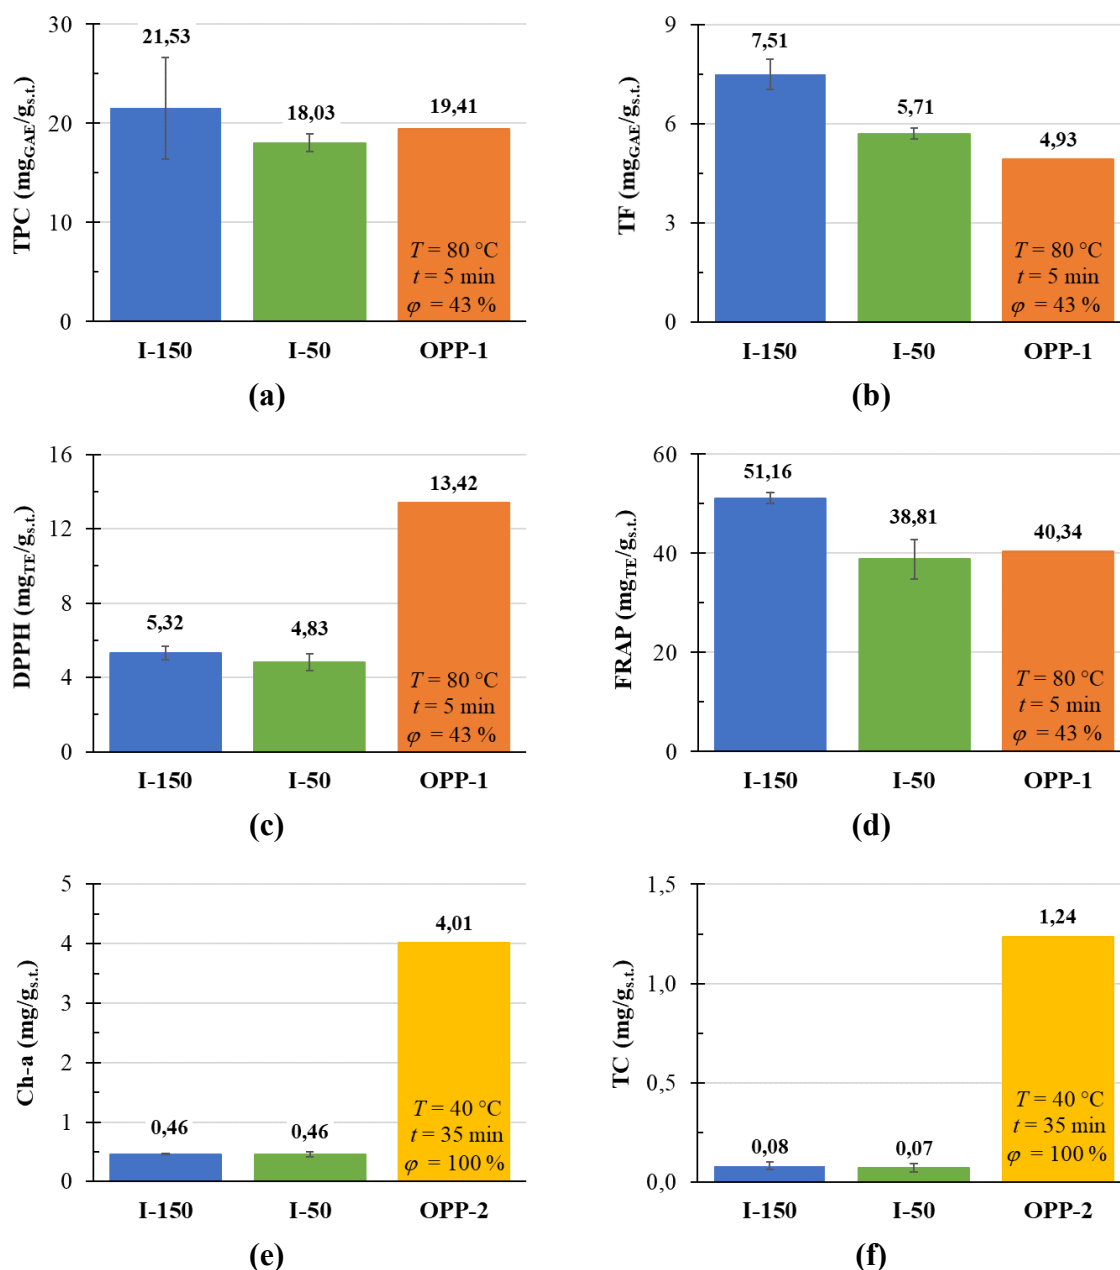 30
20
10
0
TPC (mgGAE/gs.t.)
21,53
18,03
19,41
T = 80 °C
t = 5 min
φ = 43 %
I-150 I-50 OPP-1
(a)
9
6
3
0
TF (mgGAE/gs.t.)
7,51
5,71
4,93
T = 80 °C
t = 5 min
φ = 43 %
I-150 I-50 OPP-1
(b)
16
12
8
4
0
DPPH (mgTE/gs.t.)
5,32
4,83
13,42
T = 80 °C
t = 5 min
φ = 43 %
I-150 I-50 OPP-1
(c)
60
40
20
0
FRAP (mgTE/gs.t.)
51,16
38,81
40,34
T = 80 °C
t = 5 min
φ = 43 %
I-150 I-50 OPP-1
(d)
5
4
3
2
1
0
Ch-a (mg/gs.t.)
0,46
0,46
4,01
T = 40 °C
t = 35 min
φ = 100 %
I-150 I-50 OPP-2
(e)
1,5
1,0
0,5
0,0
TC (mg/gs.t.)
0,08
0,07
1,24
T = 40 °C
t = 35 min
φ = 100 %
I-150 I-50 OPP-2
(f)